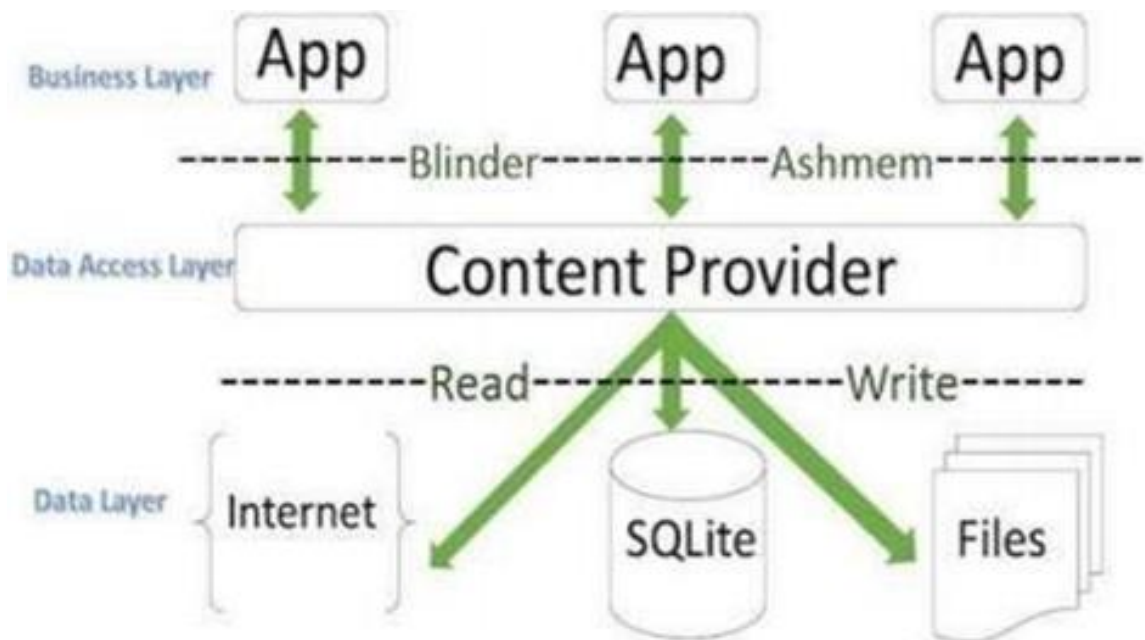 App App App
Business Layer
Blinder Ashmem
Data Access Layer Content Provider
Read Write
Data Layer Internet SQLite Files